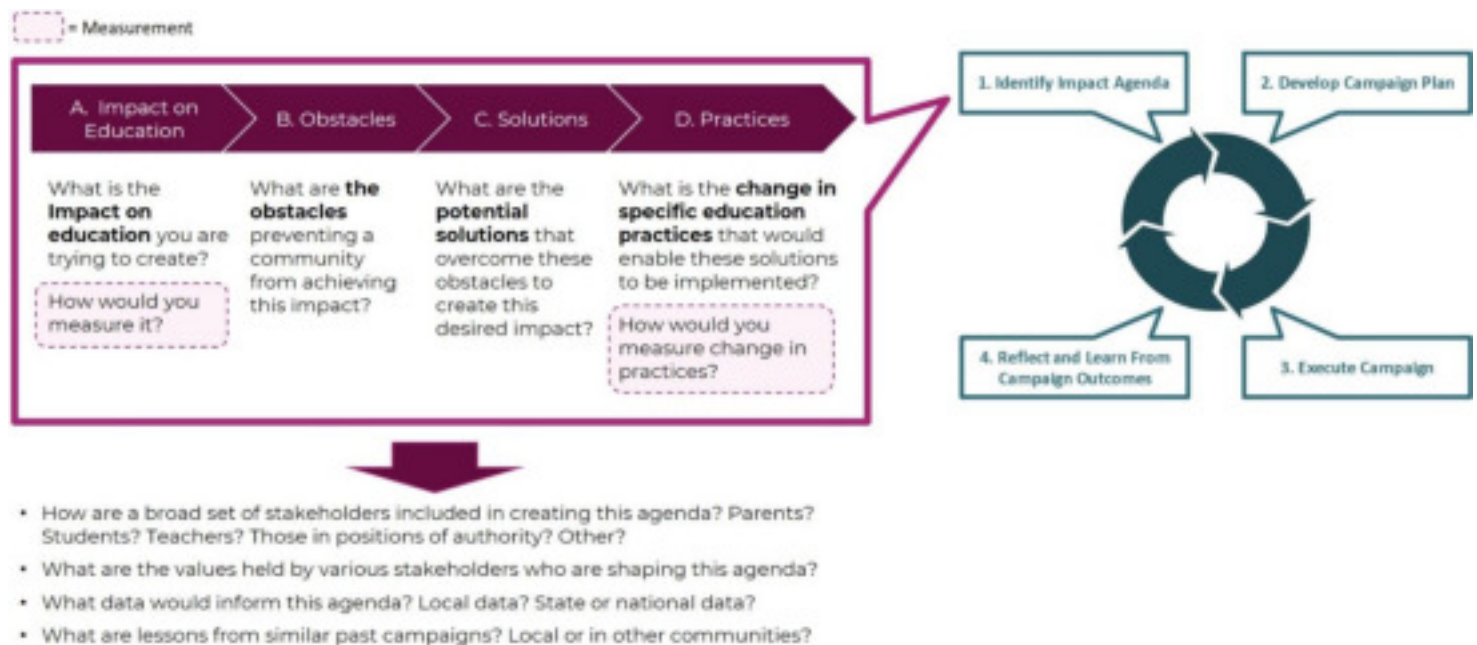 = Measurement
A. Impact on
Education
B. Obstacles
C. Solutions
D. Practices
What is the
Impact on
education you are
trying to create?
How would you
measure it?
What are the
obstacles
preventing a
community
from achieving
this impact?
What are the
potential
solutions that
overcome these
obstacles to
create this
desired impact?
What is the change in
specific education
practices that would
enable these solutions
to be implemented?
How would you
measure change in
practices?
1. Identify Impact Agenda
2. Develop Campaign Plan
4. Reflect and Learn From
Campaign Outcomes
3. Execute Campaign
• How are a broad set of stakeholders included in creating this agenda? Parents?
Students? Teachers? Those in positions of authority? Other?
• What are the values held by various stakeholders who are shaping this agenda?
• What data would inform this agenda? Local data? State or national data?
• What are lessons from similar past campaigns? Local or in other communities?